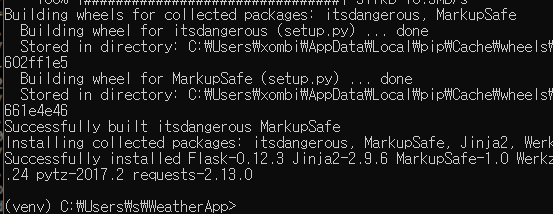 Building wheels for collected packages: itsdangerous, MarkupSafe
Building wheel for itsdangerous (setup.py) ... done
Stored in directory: C:₩Users₩xombi₩AppData₩Local₩pip₩Cache₩wheels₩
602ff1e5
Building wheel for MarkupSafe (setup.py) ... done
Stored in directory: C:₩Users₩xombi₩AppData₩Local₩pip₩Cache₩wheels₩
661e4e46
Successfully built itsdangerous MarkupSafe
Installing collected packages: itsdangerous, MarkupSafe, Jinja2, Werk
Successfully installed Flask-0.12.3 Jinja2-2.9.6 MarkupSafe-1.0 Werkz
.24 pytz-2017.2 requests-2.13.0
(venv) C:₩Users₩s₩WeatherApp>